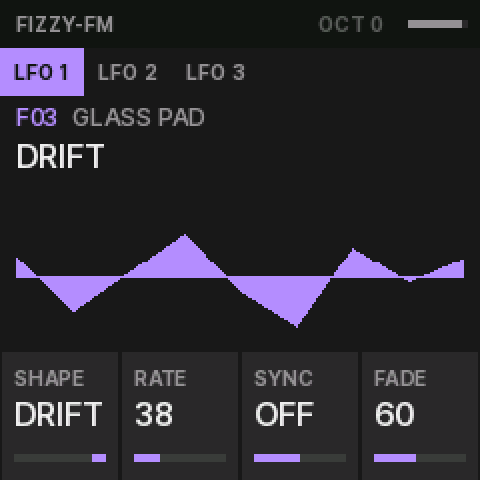 FIZZY-FM OCT 0
LFO 1 LFO 2 LFO 3
F03 GLASS PAD
DRIFT
SHAPE RATE SYNC FADE
DRIFT 38 OFF 60